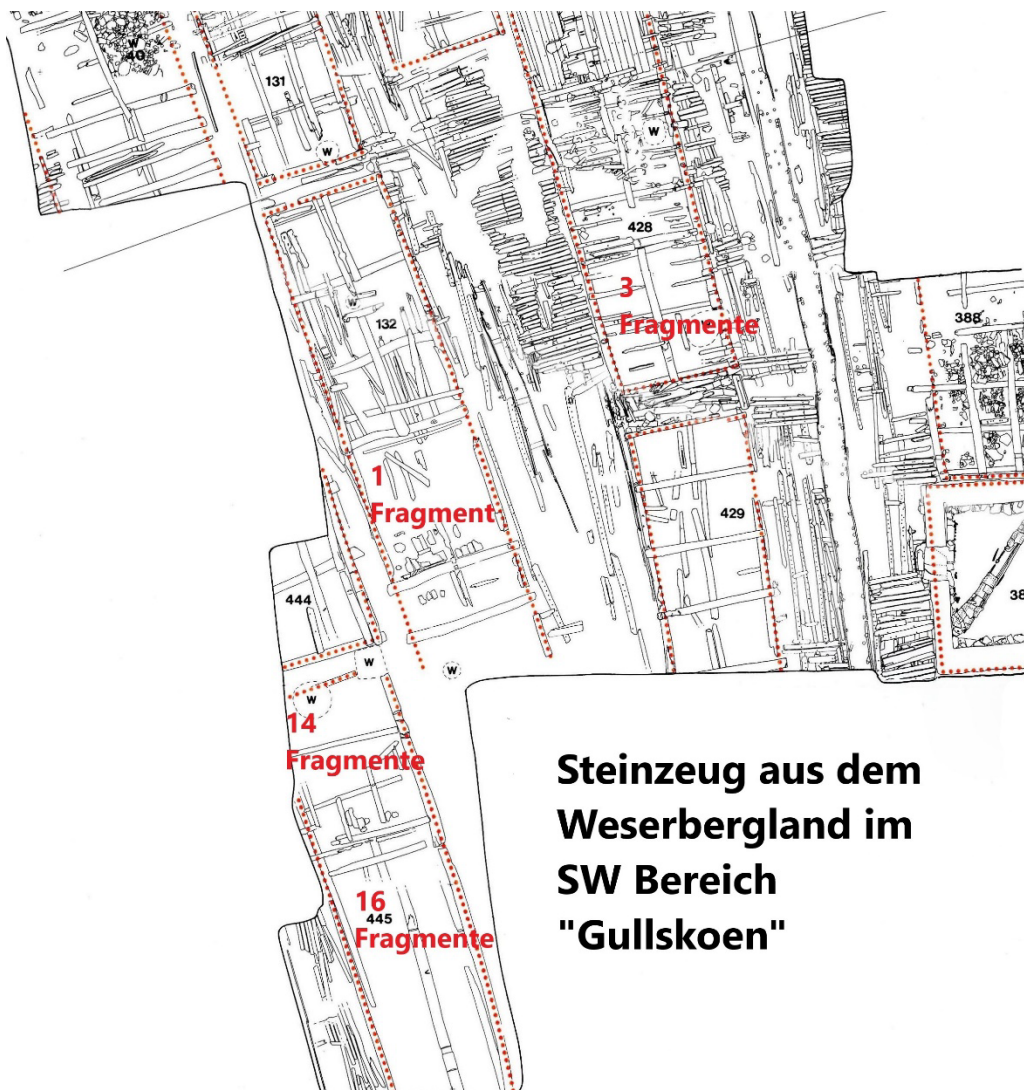 W
40
131
W
W
428
3
Fragmente
W
132
388
1
Fragment
429
444
38
W
W
W
14
Fragmente
Steinzeug aus dem
Weserbergland im
SW Bereich
"Gullskoen"
16
445
Fragmente